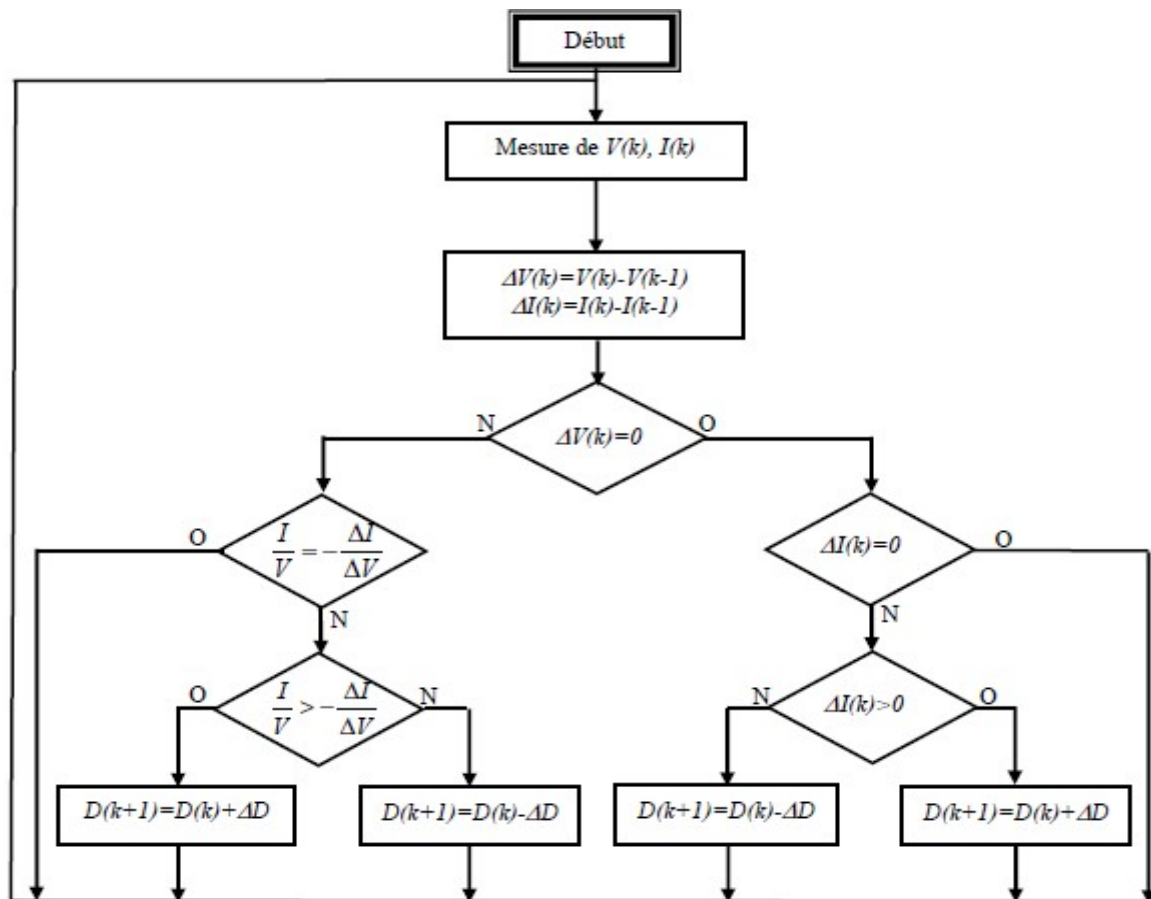 Début
Mesure de V(k), I(k)
ΔV(k)=V(k)-V(k-1)
ΔI(k)=I(k)-I(k-1)
N
ΔV(k)=0
O
O
I/V = -ΔI/ΔV
ΔI(k)=0
O
N
N
O
I/V > -ΔI/ΔV
N
N
ΔI(k)>0
O
D(k+1)=D(k)+ΔD
D(k+1)=D(k)-ΔD
D(k+1)=D(k)-ΔD
D(k+1)=D(k)+ΔD